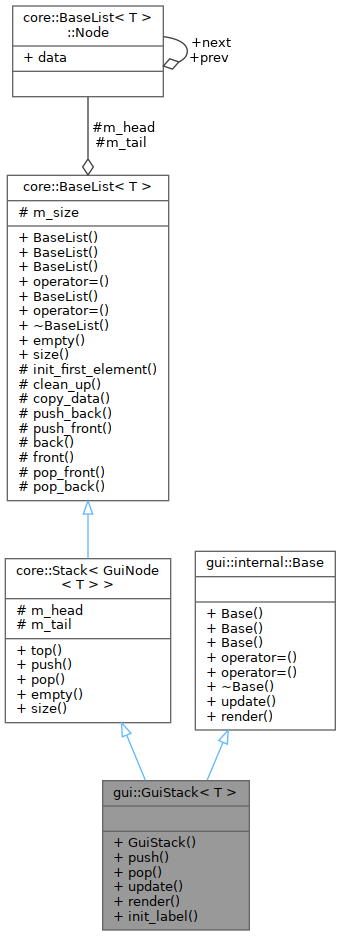 core::BaseList< T >
::Node
+ data
+next
+prev
#m_head
#m_tail
core::BaseList< T >
# m_size
+ BaseList()
+ BaseList()
+ BaseList()
+ operator=()
+ BaseList()
+ operator=()
+ ~BaseList()
+ empty()
+ size()
# init_first_element()
# clean_up()
# copy_data()
# push_back()
# push_front()
# back()
# front()
# pop_front()
# pop_back()
core::Stack< GuiNode
< T > >
# m_head
# m_tail
+ top()
+ push()
+ pop()
+ empty()
+ size()
gui::internal::Base
+ Base()
+ Base()
+ Base()
+ operator=()
+ operator=()
+ ~Base()
+ update()
+ render()
gui::GuiStack< T >
+ GuiStack()
+ push()
+ pop()
+ update()
+ render()
+ init_label()